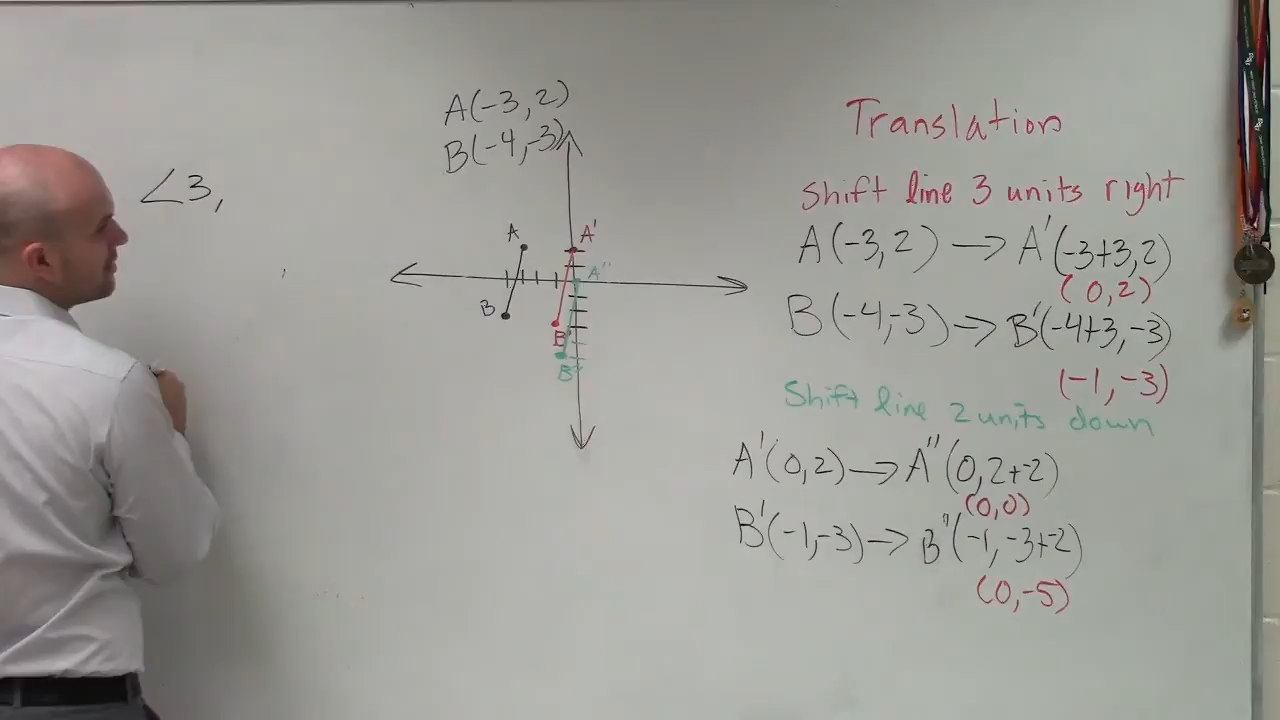 A(-3, 2)
B(-4, -3)
∠3,
A
B
A'
B'
A''
B''
Translation
Shift line 3 units right
A(-3, 2) → A'(-3+3, 2)
(0, 2)
B(-4, -3) → B'(-4+3, -3)
(-1, -3)
Shift line 2 units down
A'(0, 2) → A''(0, 2+-2)
(0, 0)
B'(-1, -3) → B''(-1, -3+-2)
(0, -5)